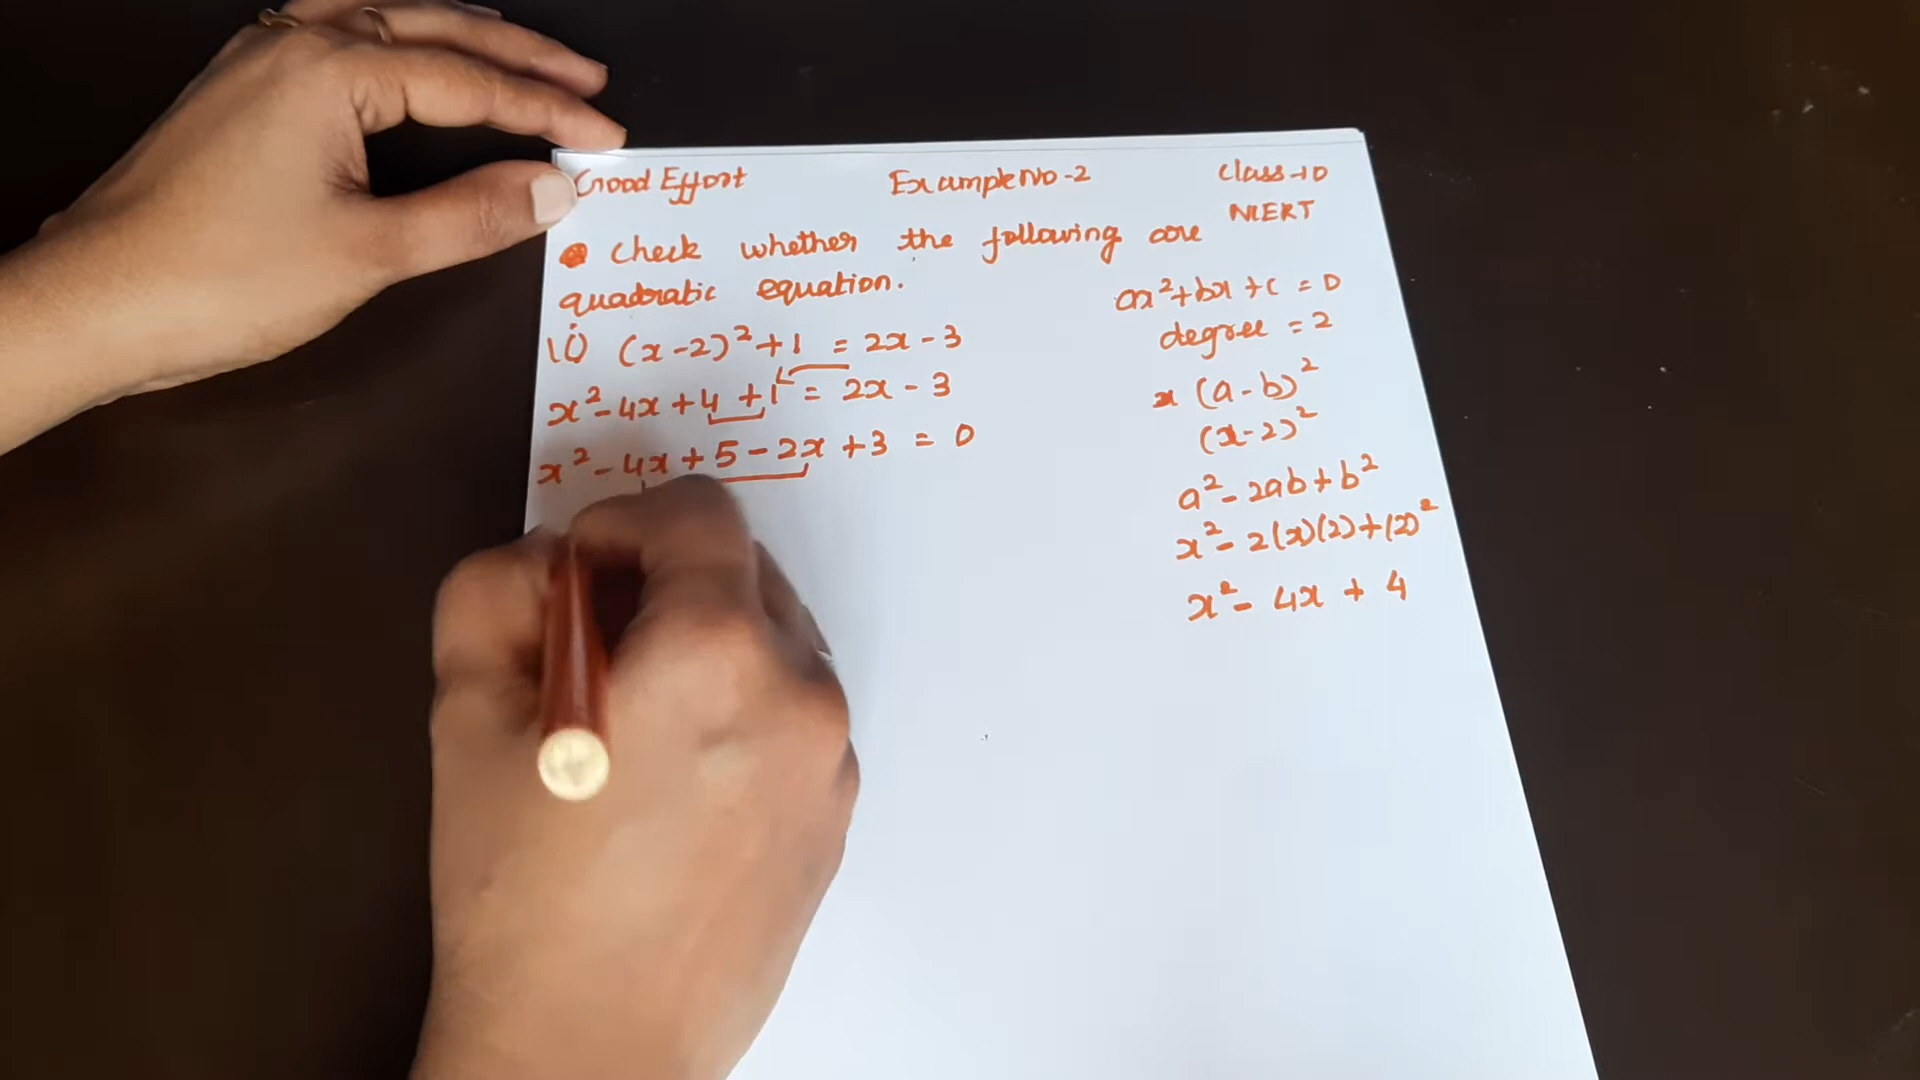 Good Effort Example No-2 Class-10
NCERT
Check whether the following are
quadratic equation.
(i) (x-2)²+1 = 2x-3
x²-4x+4+1 = 2x-3
x²-4x+5-2x+3 = 0
ax²+bx+c = 0
degree = 2
x (a-b)²
(x-2)²
a²-2ab+b²
x²-2(x)(2)+(2)²
x²-4x+4